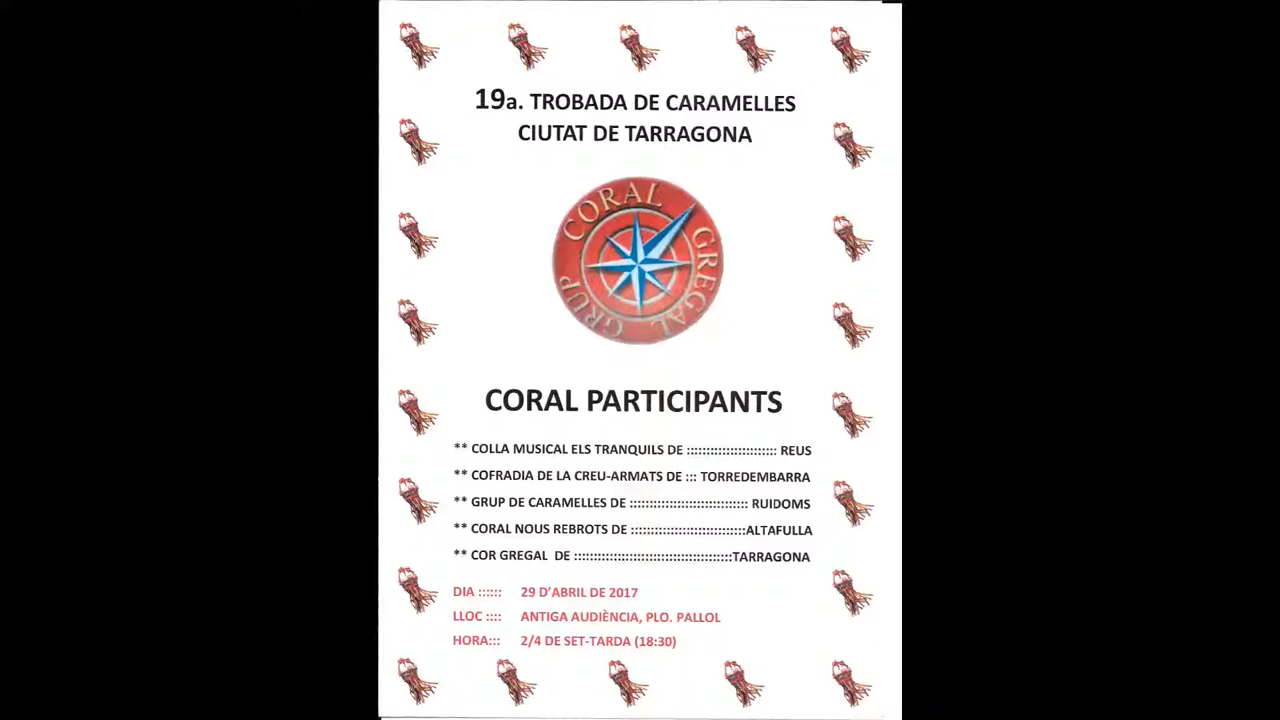 19a. TROBADA DE CARAMELLES
CIUTAT DE TARRAGONA
CORAL GREGAL GRUP
CORAL PARTICIPANTS
** COLLA MUSICAL ELS TRANQUILS DE ::::::::::::::::::::::: REUS
** COFRADIA DE LA CREU-ARMATS DE ::: TORREDEMBARRA
** GRUP DE CARAMELLES DE :::::::::::::::::::::::::::::: RUIDOMS
** CORAL NOUS REBROTS DE :::::::::::::::::::::::::::::ALTAFULLA
** COR GREGAL DE ::::::::::::::::::::::::::::::::::::::::TARRAGONA
DIA :::::: 29 D'ABRIL DE 2017
LLOC :::: ANTIGA AUDIÈNCIA, PLO. PALLOL
HORA::: 2/4 DE SET-TARDA (18:30)